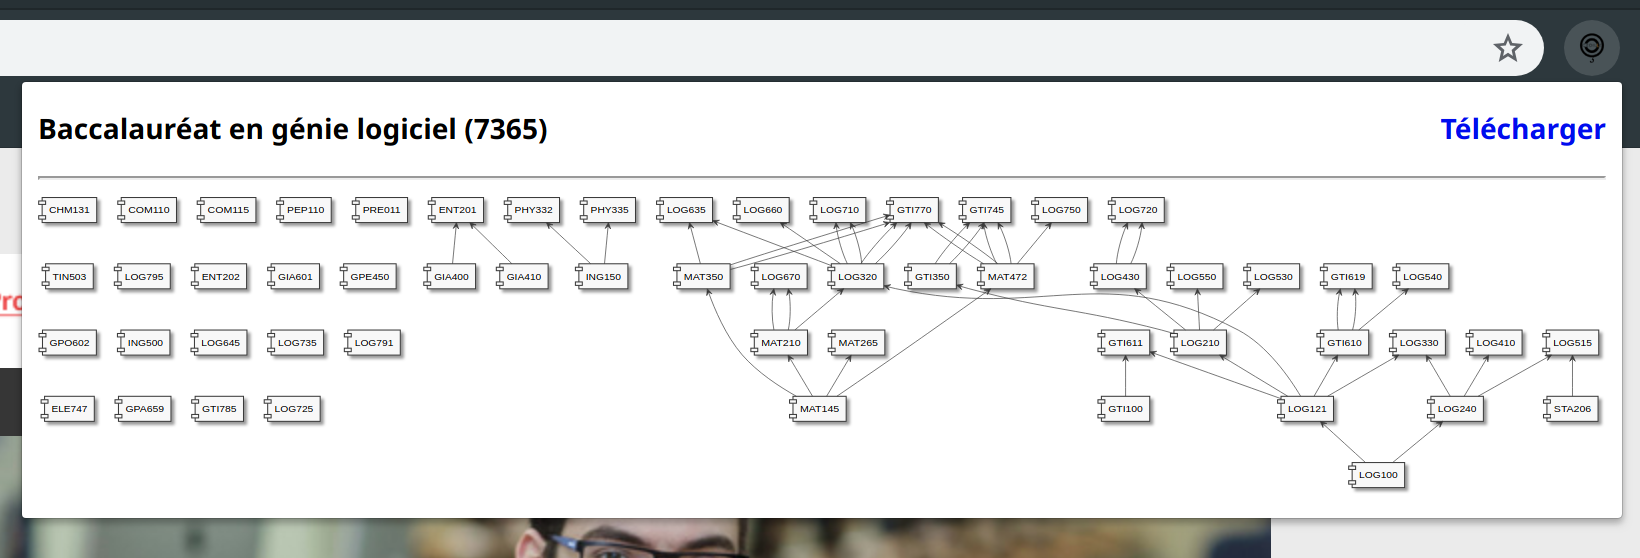 Baccalauréat en génie logiciel (7365) Télécharger
CHM131 COM110 COM115 PEP110 PRE011 ENT201 PHY332 PHY335 LOG635 LOG660 LOG710 GTI770 GTI745 LOG750 LOG720
TIN503 LOG795 ENT202 GIA601 GPE450 GIA400 GIA410 ING150 MAT350 LOG670 LOG320 GTI350 MAT472 LOG430 LOG550 LOG530 GTI619 LOG540
GPO602 ING500 LOG645 LOG735 LOG791 MAT210 MAT265 GTI611 LOG210 GTI610 LOG330 LOG410 LOG515
ELE747 GPA659 GTI785 LOG725 MAT145 GTI100 LOG121 LOG240 STA206
LOG100